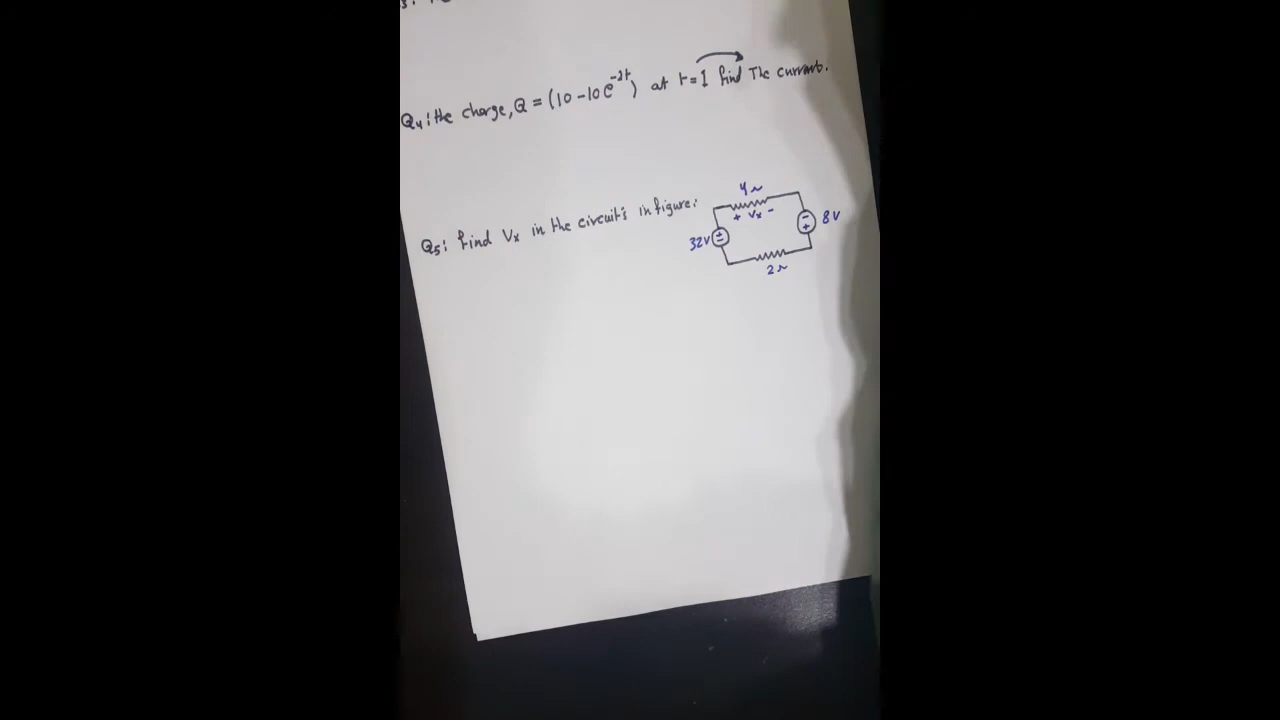 Q4: the charge, Q = (10 - 10e^-2t) at t=1 find The current.
Q5: find Vx in the circuit's in figure:
4Ω
+ Vx -
32V
+
-
-
+
8V
2Ω